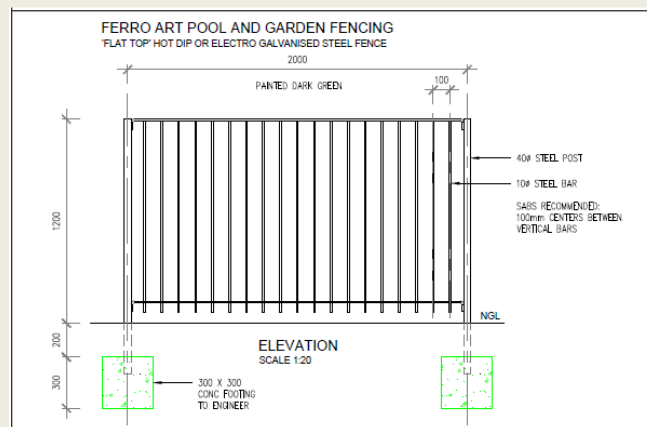 FERRO ART POOL AND GARDEN FENCING
'FLAT TOP' HOT DIP OR ELECTRO GALVANISED STEEL FENCE
2000
PAINTED DARK GREEN
100
40ø STEEL POST
10ø STEEL BAR
SABS RECOMMENDED:
100mm CENTERS BETWEEN
VERTICAL BARS
1200
NGL
ELEVATION
SCALE 1:20
200
300
300 X 300
CONC FOOTING
TO ENGINEER